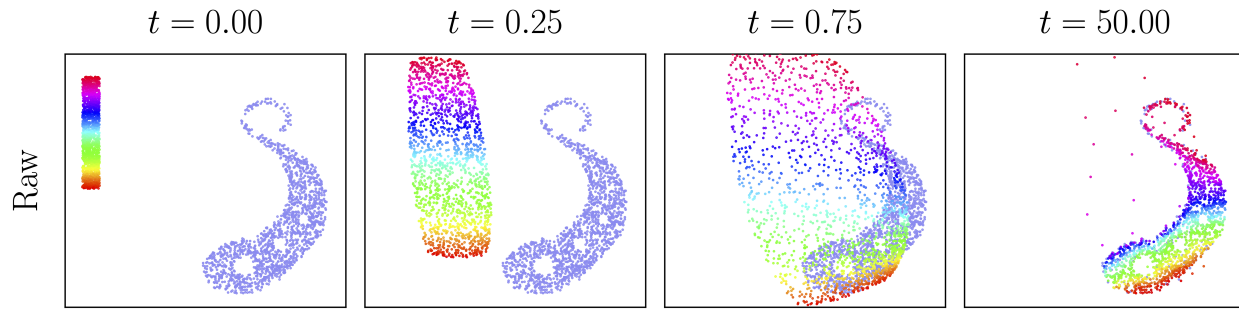 t = 0.00 t = 0.25 t = 0.75 t = 50.00
Raw